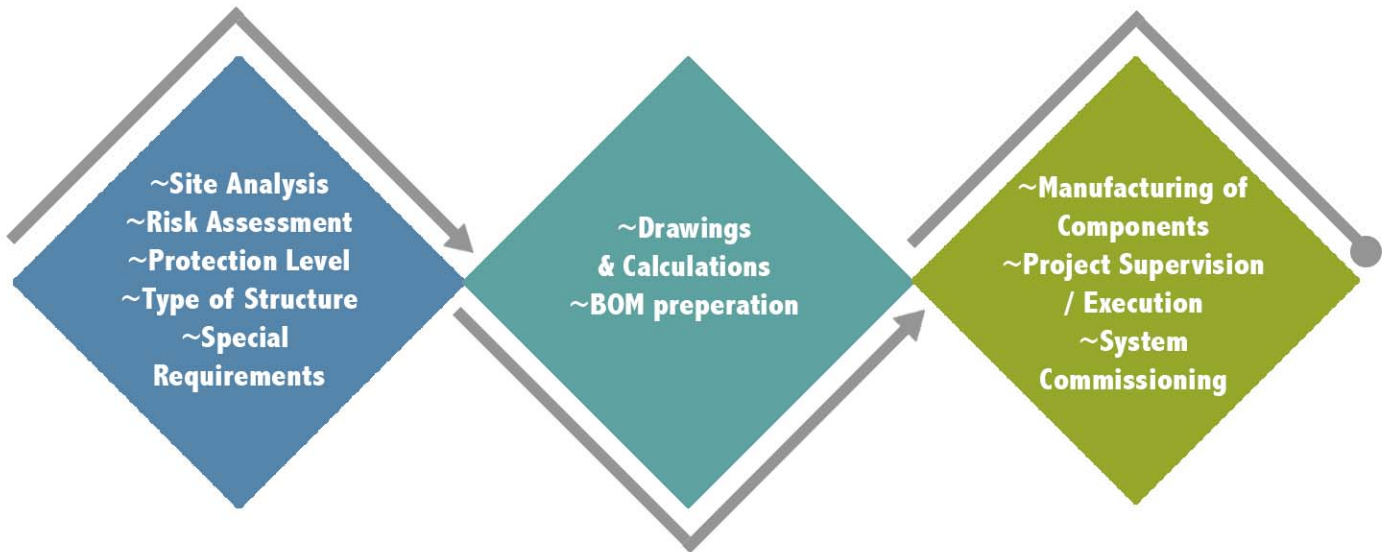 ~Site Analysis
~Risk Assessment
~Protection Level
~Type of Structure
~Special
Requirements
~Drawings
& Calculations
~BOM preperation
~Manufacturing of
Components
~Project Supervision
/ Execution
~System
Commissioning